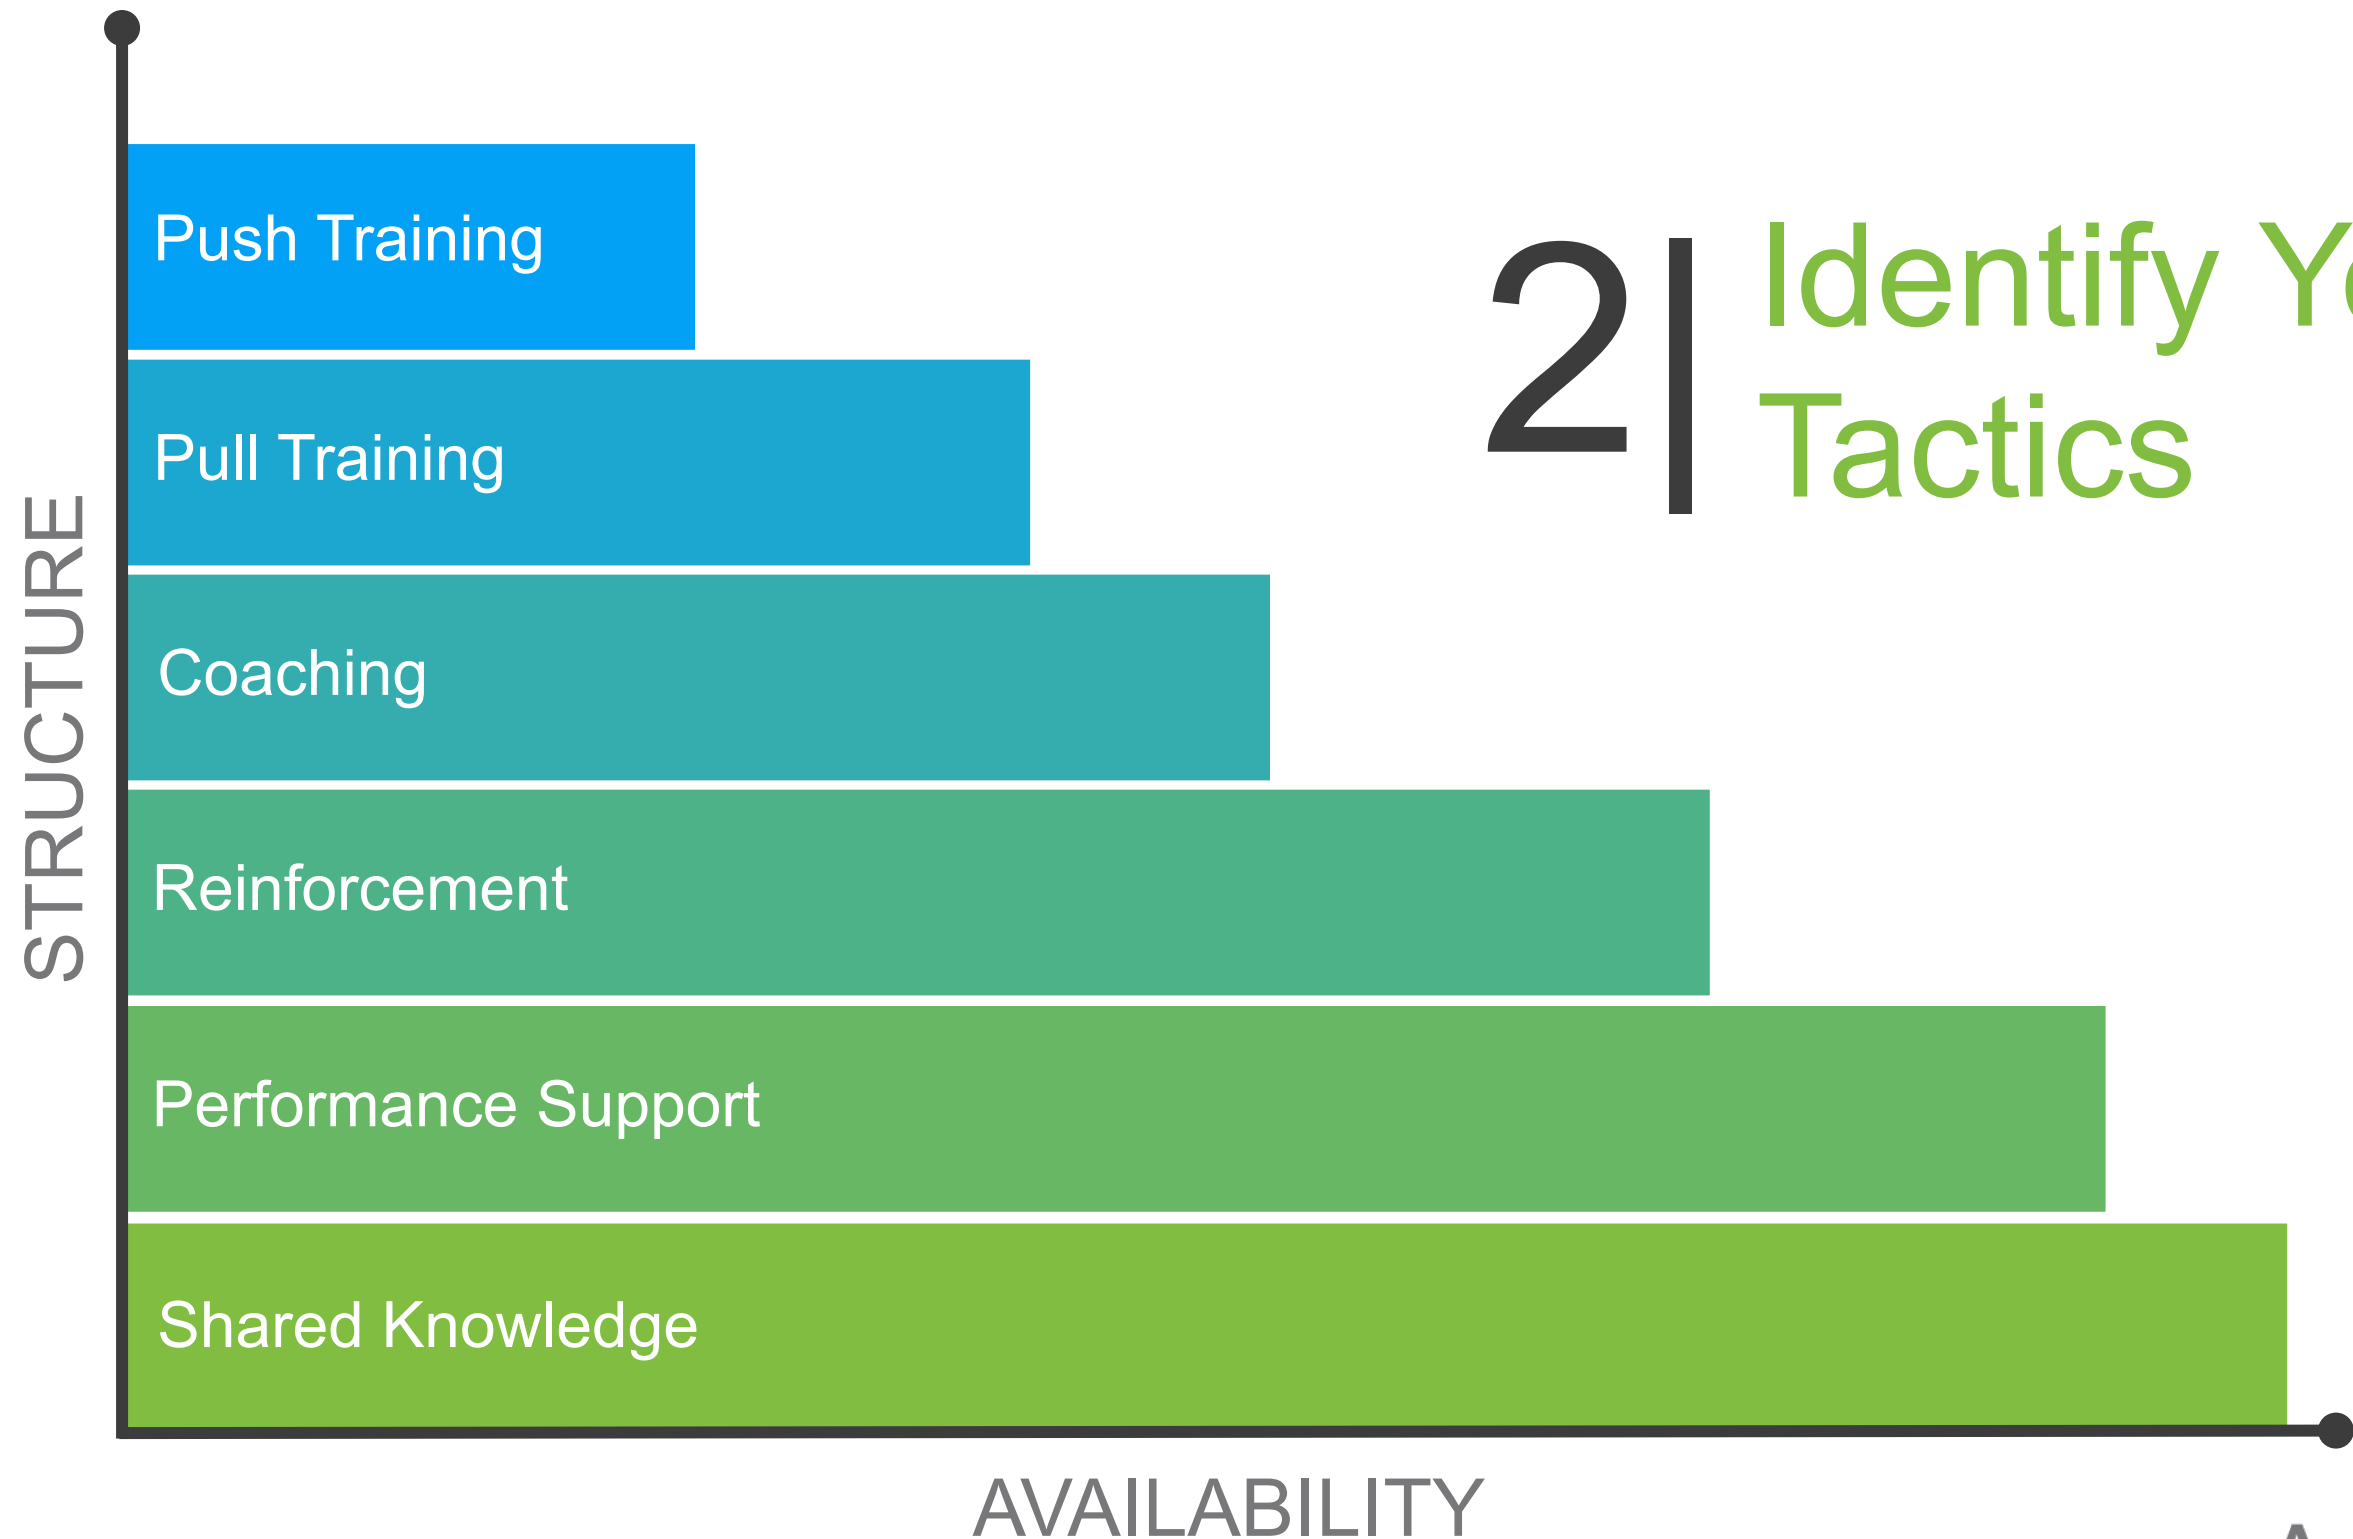 Push Training
Pull Training
Coaching
Reinforcement
Performance Support
Shared Knowledge
STRUCTURE
AVAILABILITY
2
Identify
Tactics